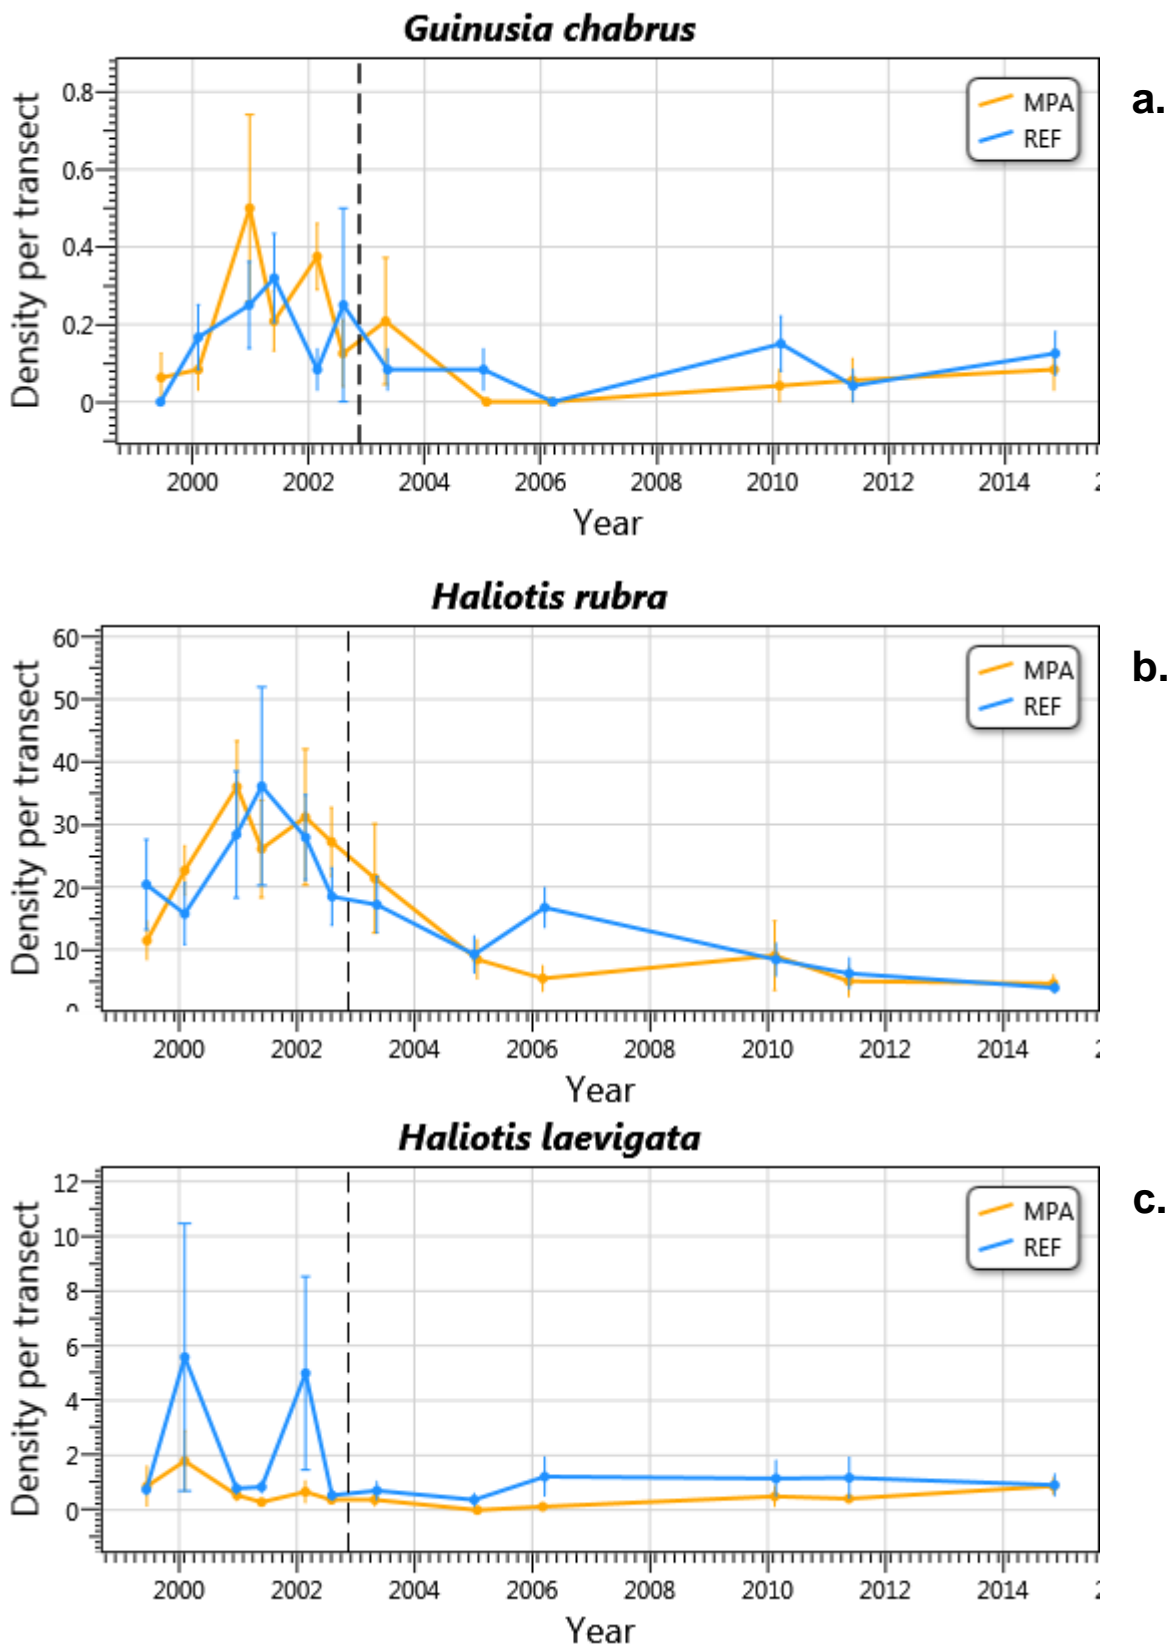 Guinusia chabrus
a.
Density per transect
0.8
0.6
0.4
0.2
0
MPA
REF
2000 2002 2004 2006 2008 2010 2012 2014
Year
Haliotis rubra
b.
Density per transect
60
50
40
30
20
10
MPA
REF
2000 2002 2004 2006 2008 2010 2012 2014
Year
Haliotis laevigata
c.
Density per transect
12
10
8
6
4
2
0
MPA
REF
2000 2002 2004 2006 2008 2010 2012 2014
Year